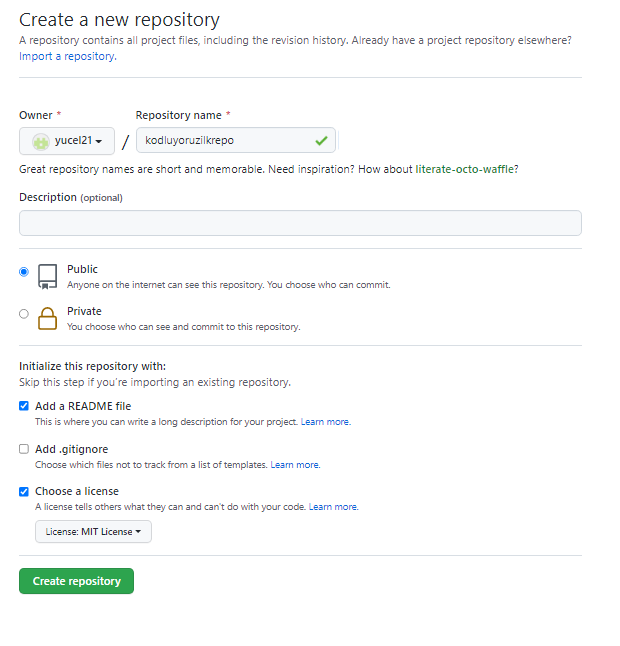 Create a new repository
A repository contains all project files, including the revision history. Already have a project repository elsewhere?
Import a repository.
Owner *
Repository name *
yucel21 / kodluyoruzilkrepo
Great repository names are short and memorable. Need inspiration? How about literate-octo-waffle?
Description (optional)
Public
Anyone on the internet can see this repository. You choose who can commit.
Private
You choose who can see and commit to this repository.
Initialize this repository with:
Skip this step if you're importing an existing repository.
Add a README file
This is where you can write a long description for your project. Learn more.
Add .gitignore
Choose which files not to track from a list of templates. Learn more.
Choose a license
A license tells others what they can and can't do with your code. Learn more.
License: MIT License
Create repository